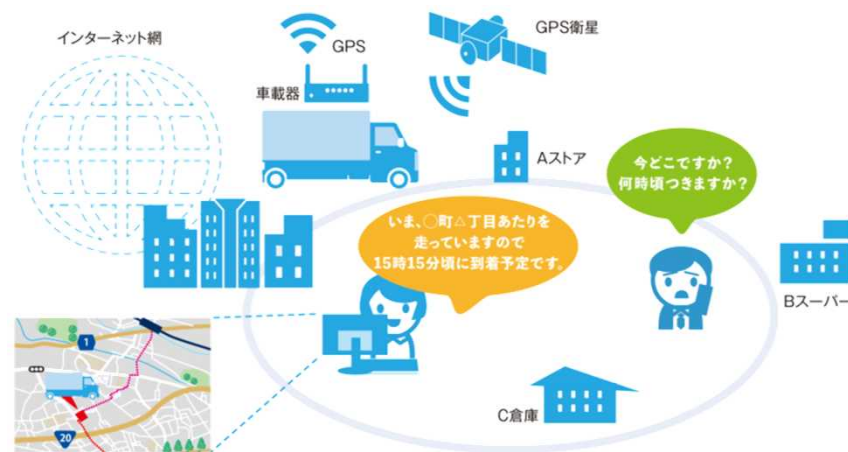 インターネット網
GPS
GPS衛星
車載器
Aストア
今どこですか?
何時頃つきますか?
いま、○町△丁目あたりを
走っていますので
15時15分頃に到着予定です。
Bスーパー
1
C倉庫
20